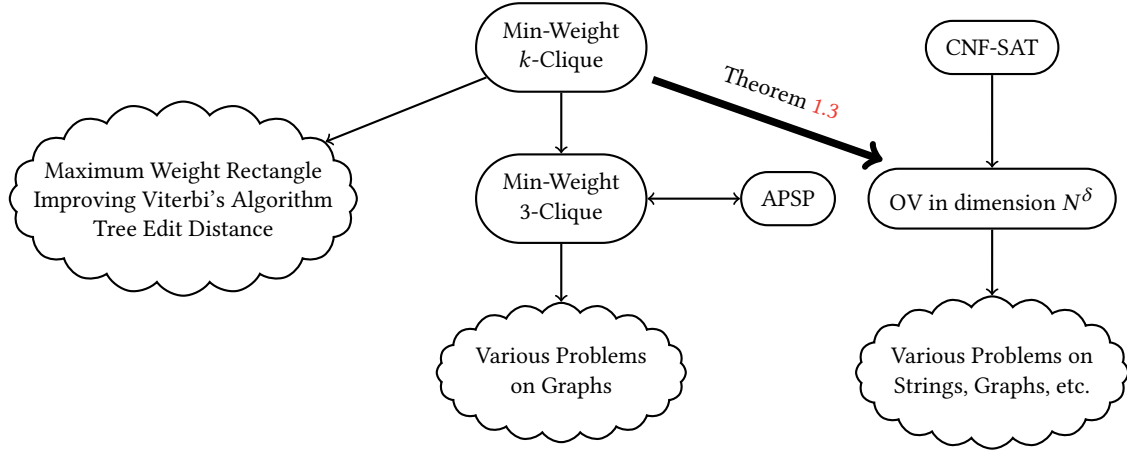 Min-Weight
k-Clique
CNF-SAT
Theorem 1.3
Maximum Weight Rectangle
Improving Viterbi's Algorithm
Tree Edit Distance
Min-Weight
3-Clique
APSP
OV in dimension N^δ
Various Problems
on Graphs
Various Problems on
Strings, Graphs, etc.